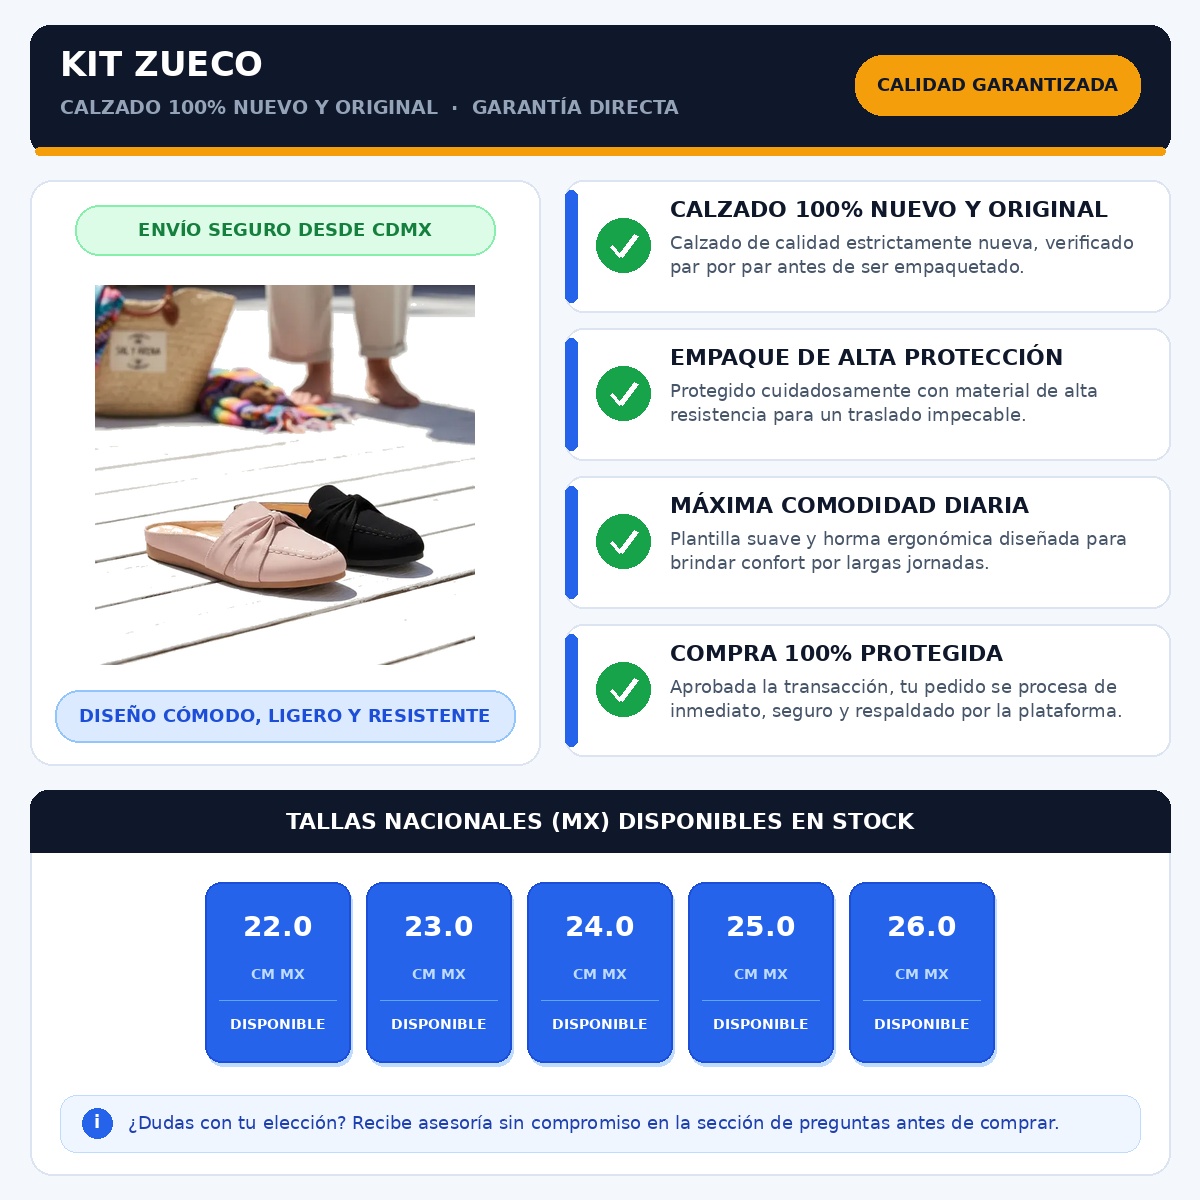 KIT ZUECO
CALZADO 100% NUEVO Y ORIGINAL · GARANTÍA DIRECTA
CALIDAD GARANTIZADA
ENVÍO SEGURO DESDE CDMX
SAL Y ARENA
DISEÑO CÓMODO, LIGERO Y RESISTENTE
CALZADO 100% NUEVO Y ORIGINAL
Calzado de calidad estrictamente nueva, verificado
par por par antes de ser empaquetado.
EMPAQUE DE ALTA PROTECCIÓN
Protegido cuidadosamente con material de alta
resistencia para un traslado impecable.
MÁXIMA COMODIDAD DIARIA
Plantilla suave y horma ergonómica diseñada para
brindar confort por largas jornadas.
COMPRA 100% PROTEGIDA
Aprobada la transacción, tu pedido se procesa de
inmediato, seguro y respaldado por la plataforma.
TALLAS NACIONALES (MX) DISPONIBLES EN STOCK
22.0
CM MX
DISPONIBLE
23.0
CM MX
DISPONIBLE
24.0
CM MX
DISPONIBLE
25.0
CM MX
DISPONIBLE
26.0
CM MX
DISPONIBLE
i
¿Dudas con tu elección? Recibe asesoría sin compromiso en la sección de preguntas antes de comprar.